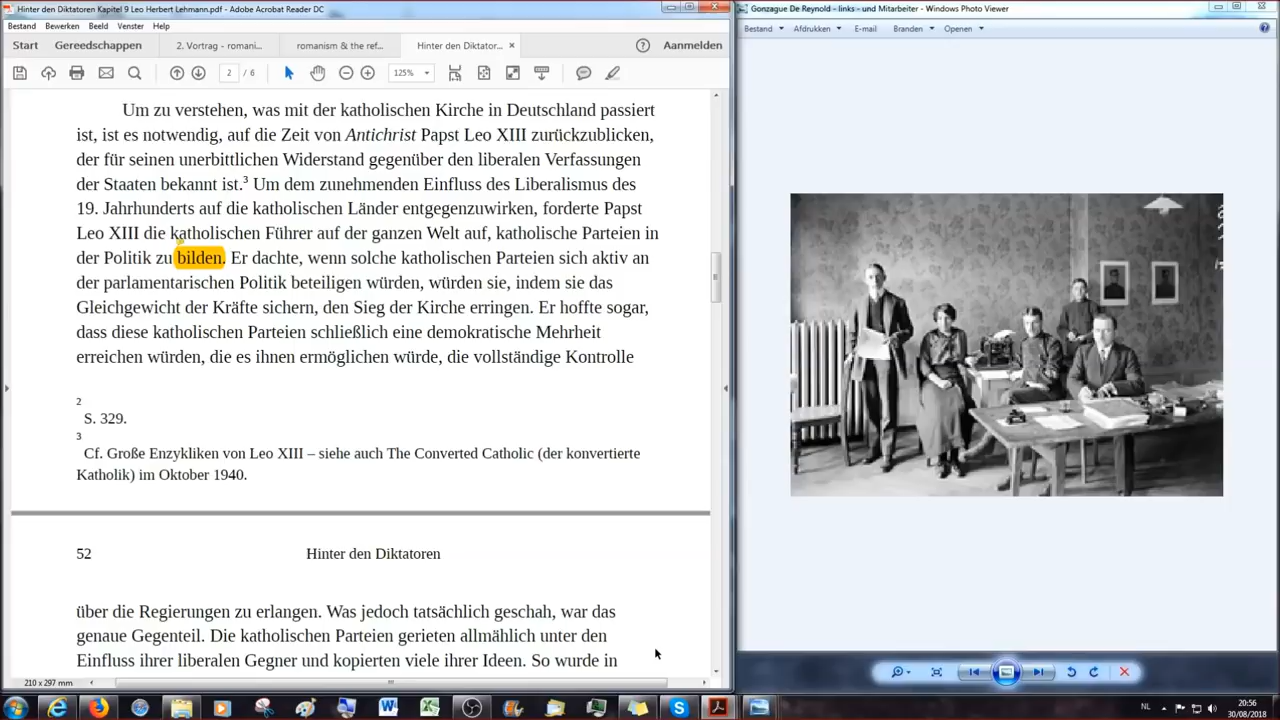 Hinter den Diktatoren Kapitel 9 Leo Herbert Lehmann.pdf - Adobe Acrobat Reader DC
Bestand Bewerken Beeld Venster Help
Start Gereedschappen 2. Vortrag - romani... romanism & the ref... Hinter den Diktator... × Anmelden
2 / 6 125%
Um zu verstehen, was mit der katholischen Kirche in Deutschland passiert
ist, ist es notwendig, auf die Zeit von Antichrist Papst Leo XIII zurückzublicken,
der für seinen unerbittlichen Widerstand gegenüber den liberalen Verfassungen
der Staaten bekannt ist.³ Um dem zunehmenden Einfluss des Liberalismus des
19. Jahrhunderts auf die katholischen Länder entgegenzuwirken, forderte Papst
Leo XIII die katholischen Führer auf der ganzen Welt auf, katholische Parteien in
der Politik zu bilden. Er dachte, wenn solche katholischen Parteien sich aktiv an
der parlamentarischen Politik beteiligen würden, würden sie, indem sie das
Gleichgewicht der Kräfte sichern, den Sieg der Kirche erringen. Er hoffte sogar,
dass diese katholischen Parteien schließlich eine demokratische Mehrheit
erreichen würden, die es ihnen ermöglichen würde, die vollständige Kontrolle
2
S. 329.
3
Cf. Große Enzykliken von Leo XIII – siehe auch The Converted Catholic (der konvertierte
Katholik) im Oktober 1940.
52 Hinter den Diktatoren
über die Regierungen zu erlangen. Was jedoch tatsächlich geschah, war das
genaue Gegenteil. Die katholischen Parteien gerieten allmählich unter den
Einfluss ihrer liberalen Gegner und kopierten viele ihrer Ideen. So wurde in
210 x 297 mm
Gonzague De Reynold - links - und Mitarbeiter - Windows Photo Viewer
Bestand Afdrukken E-mail Branden Openen
NL 20:56
30/08/2018